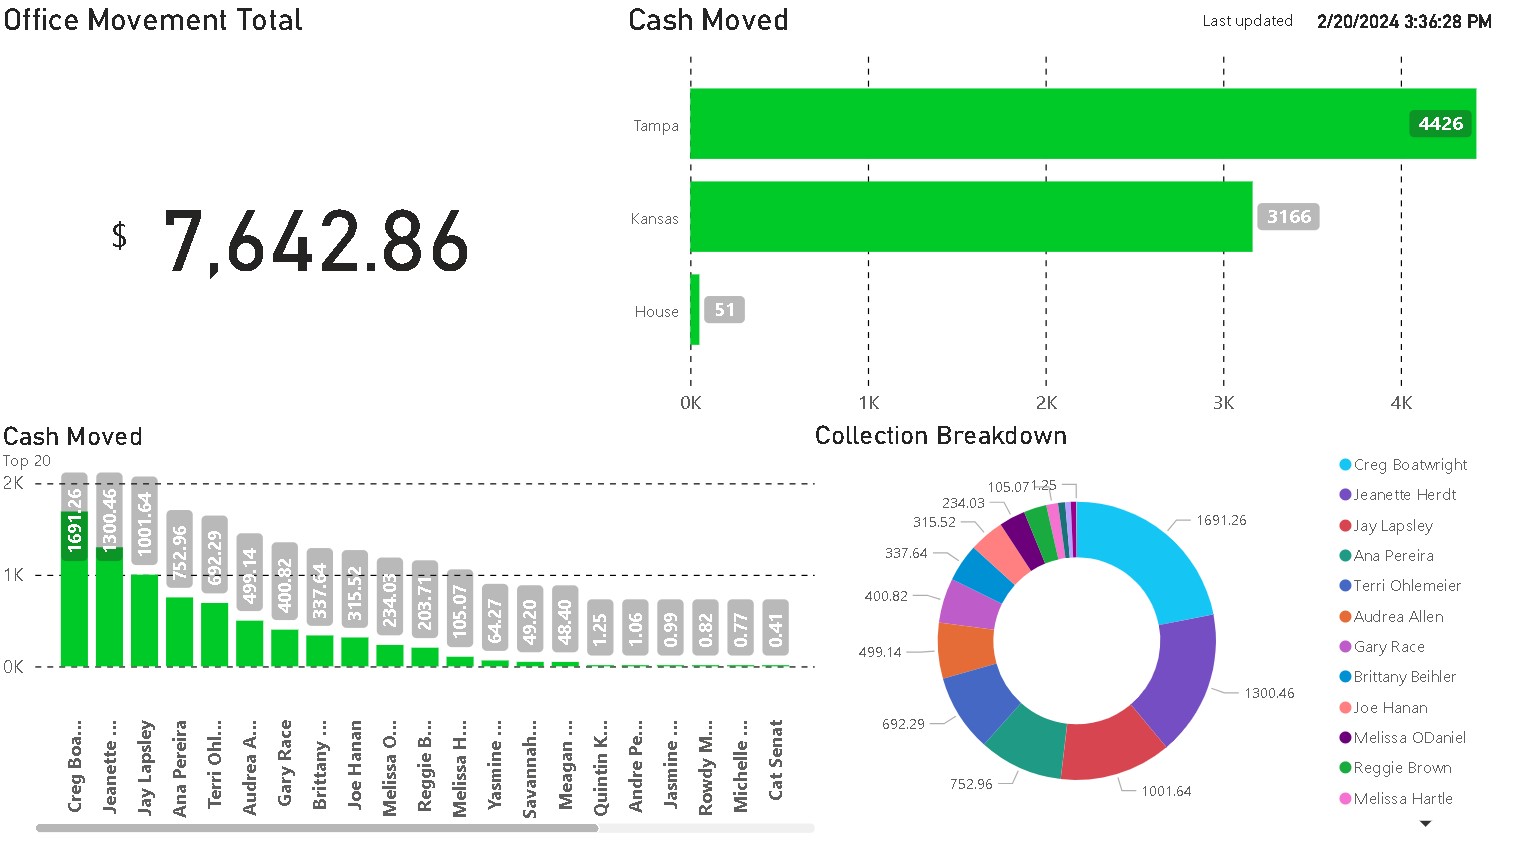 Office Movement Total
$ 7,642.86
Cash Moved
Last updated 2/20/2024 3:36:28 PM
Tampa 4426
Kansas 3166
House 51
0K 1K 2K 3K 4K
Cash Moved
Top 20
2K
1K
0K
1691.26 1300.46 1001.64 752.96 692.29 499.14 400.82 337.64 315.52 234.03 203.71 105.07 64.27 49.20 48.40 1.25 1.06 0.99 0.82 0.77 0.41
Creg Boa...
Jeanette ...
Jay Lapsley
Ana Pereira
Terri Ohl...
Audrea A...
Gary Race
Brittany ...
Joe Hanan
Melissa O...
Reggie B...
Melissa H...
Yasmine ...
Savannah...
Meagan ...
Quintin K...
Andre Pe...
Jasmine ...
Rowdy M...
Michelle ...
Cat Senat
Collection Breakdown
1691.26
1300.46
1001.64
752.96
692.29
499.14
400.82
337.64
315.52
234.03
105.07
1.25
Creg Boatwright
Jeanette Herdt
Jay Lapsley
Ana Pereira
Terri Ohlemeier
Audrea Allen
Gary Race
Brittany Beihler
Joe Hanan
Melissa ODaniel
Reggie Brown
Melissa Hartle